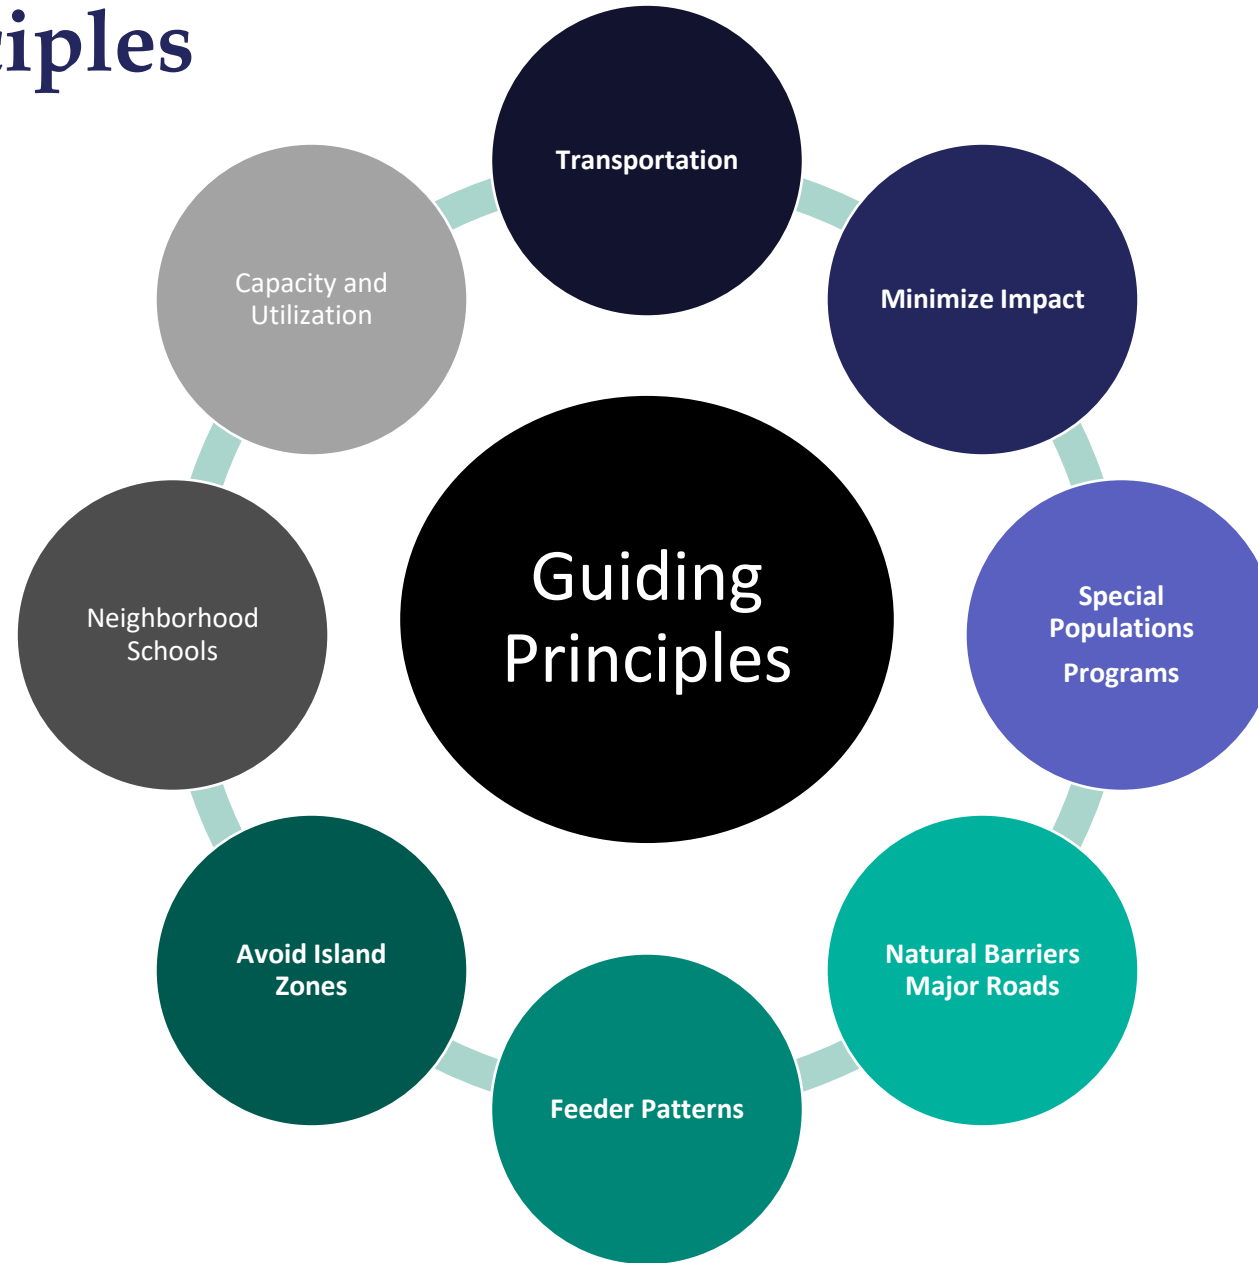 ciples
Transportation
Minimize Impact
Special
Populations
Programs
Natural Barriers
Major Roads
Feeder Patterns
Avoid Island
Zones
Neighborhood
Schools
Capacity and
Utilization
Guiding
Principles